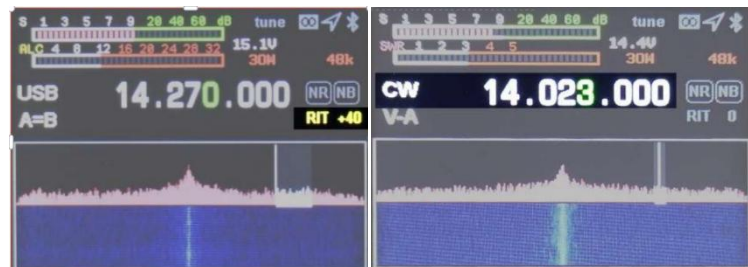 S 1 3 5 7 9 20 40 60 dB tune
ALC 4 8 12 16 20 24 28 32 15.1V
30M 48k
USB 14.270.000 NR NB
A=B RIT +40
S 1 3 5 7 9 20 40 60 dB tune
SWR 1 2 3 4 5 14.4V
30M 48k
CW 14.023.000 NR NB
V-A RIT 0